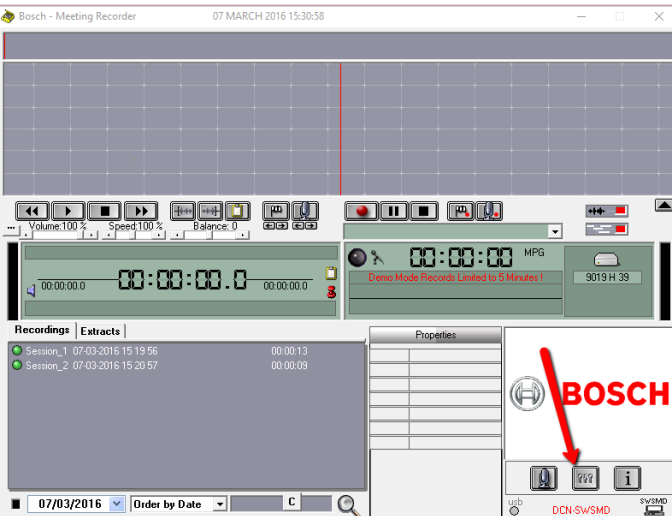 Bosch - Meeting Recorder 07 MARCH 2016 15:30:58
... Volume:100 % Speed:100 % Balance: 0
00:00:00.0 00:00:00.0 00:00:00.0
00:00:00 MPG
Demo Mode Records Limited to 5 Minutes !
9019 H 39
Recordings Extracts
Session_1 07-03-2016 15 19 56 00:00:13
Session_2 07-03-2016 15 20 57 00:00:09
Properties
BOSCH
07/03/2016 Order by Date C
usb DCN-SWSMD SWSMD